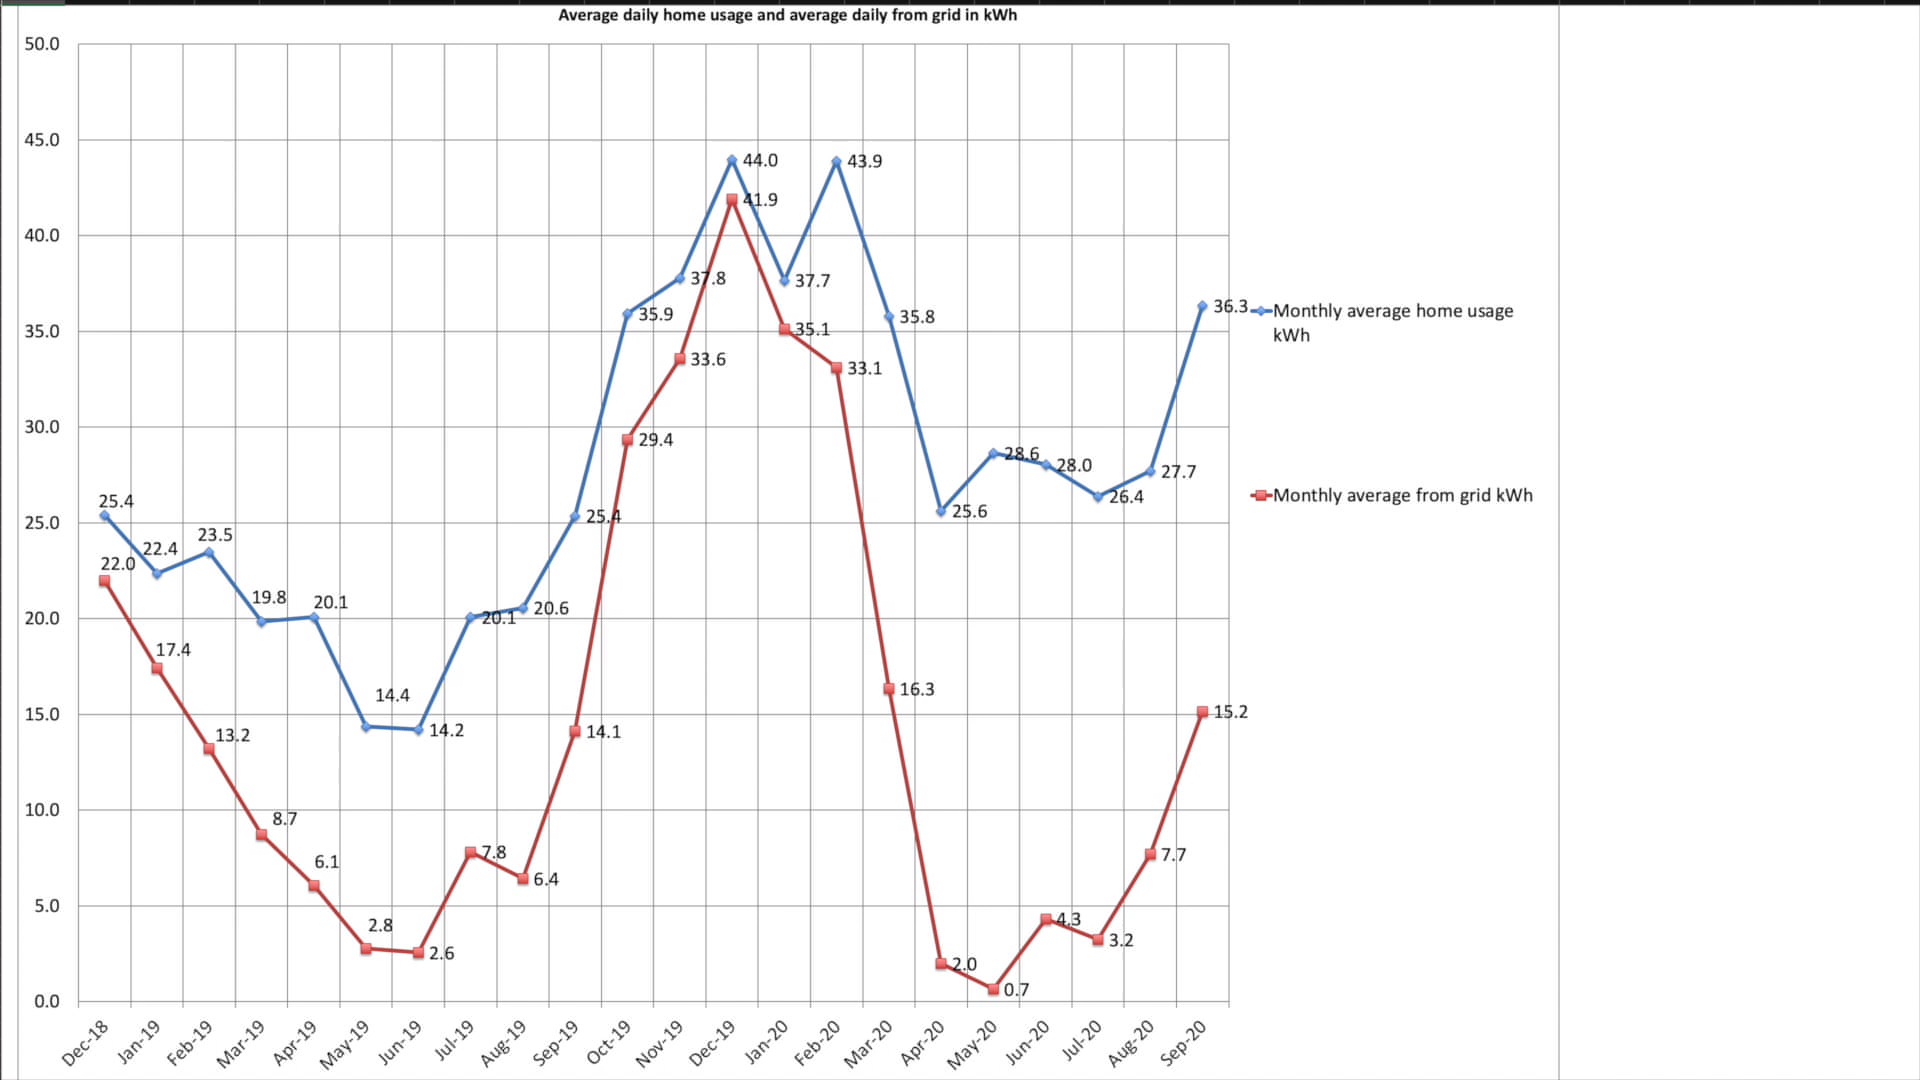 Average daily home usage and average daily from grid in kWh
50.0
45.0
40.0
35.0
30.0
25.0
20.0
15.0
10.0
5.0
0.0
25.4
22.4
23.5
19.8
20.1
14.4
14.2
20.1
20.6
25.4
35.9
37.8
44.0
37.7
43.9
35.8
25.6
28.6
28.0
26.4
27.7
36.3
22.0
17.4
13.2
8.7
6.1
2.8
2.6
7.8
6.4
14.1
29.4
33.6
41.9
35.1
33.1
16.3
2.0
0.7
4.3
3.2
7.7
15.2
Dec-18
Jan-19
Feb-19
Mar-19
Apr-19
May-19
Jun-19
Jul-19
Aug-19
Sep-19
Oct-19
Nov-19
Dec-19
Jan-20
Feb-20
Mar-20
Apr-20
May-20
Jun-20
Jul-20
Aug-20
Sep-20
Monthly average home usage
kWh
Monthly average from grid kWh